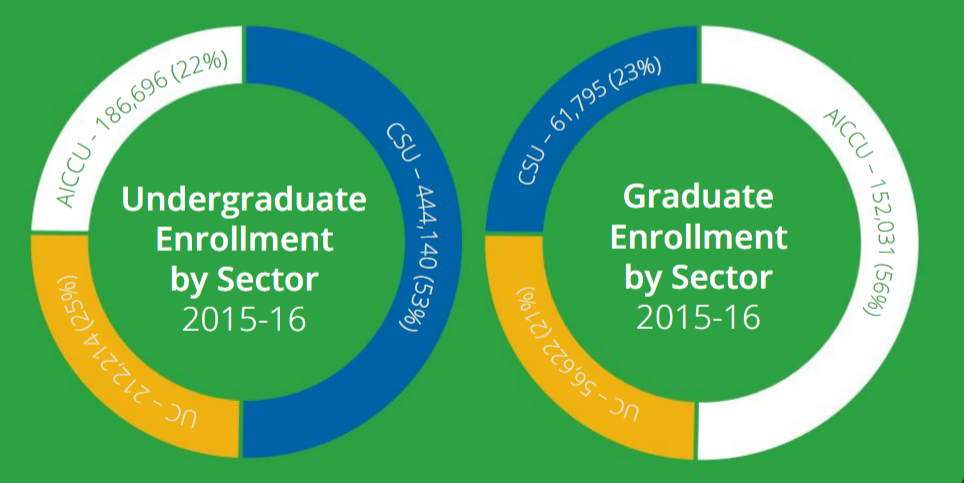 AICCU - 186,696 (22%)
CSU – 444,140 (53%)
UC – 212,214 (25%)
Undergraduate
Enrollment
by Sector
2015-16
CSU – 61,795 (23%)
AICCU – 152,031 (56%)
UC – 56,622 (21%)
Graduate
Enrollment
by Sector
2015-16